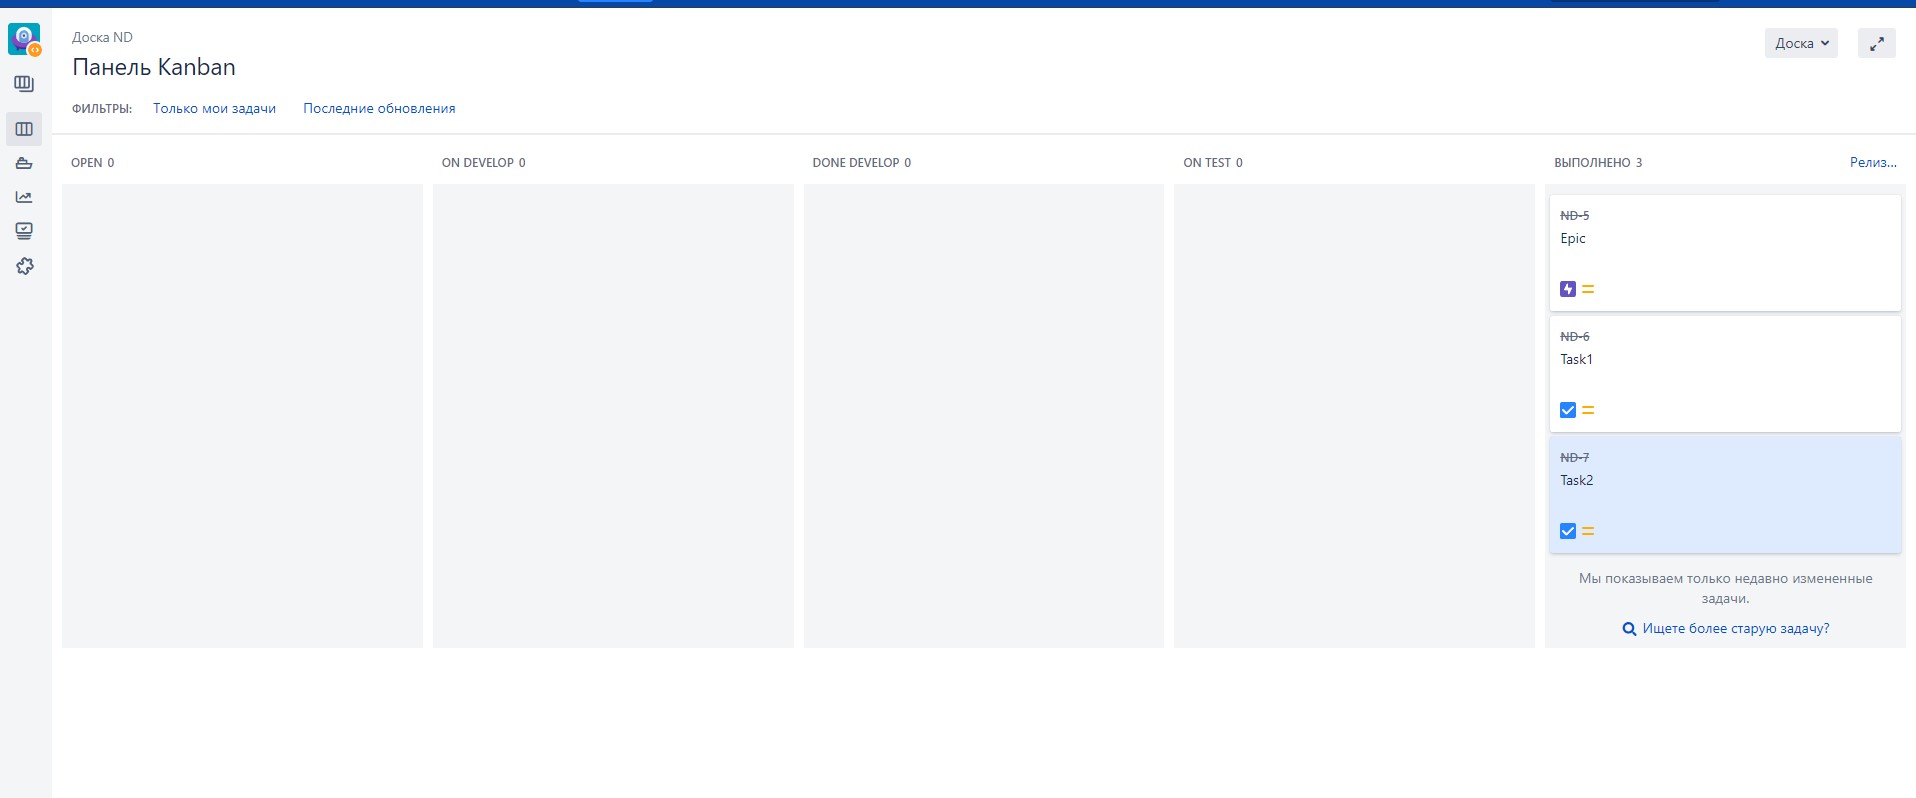 Доска ND
Панель Kanban
Доска
ФИЛЬТРЫ: Только мои задачи Последние обновления
OPEN 0
ON DEVELOP 0
DONE DEVELOP 0
ON TEST 0
ВЫПОЛНЕНО 3
Релиз...
ND-5
Epic
ND-6
Task1
ND-7
Task2
Мы показываем только недавно измененные
задачи.
Ищете более старую задачу?